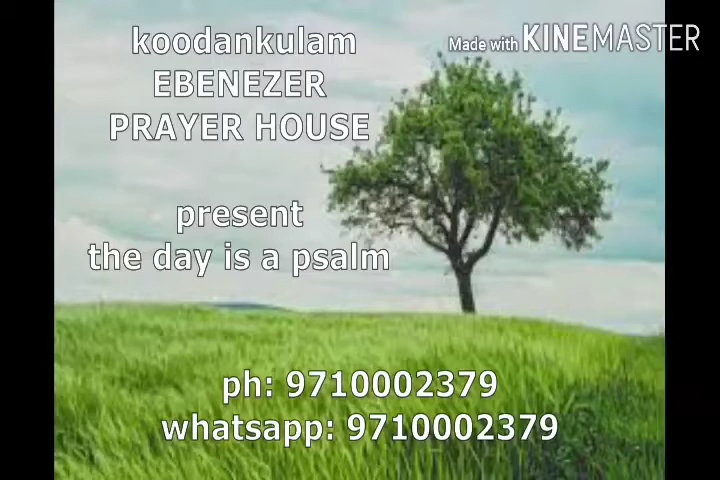 koodankulam
Made with KINEMASTER
EBENEZER
PRAYER HOUSE
present
the day is a psalm
ph: 9710002379
whatsapp: 9710002379